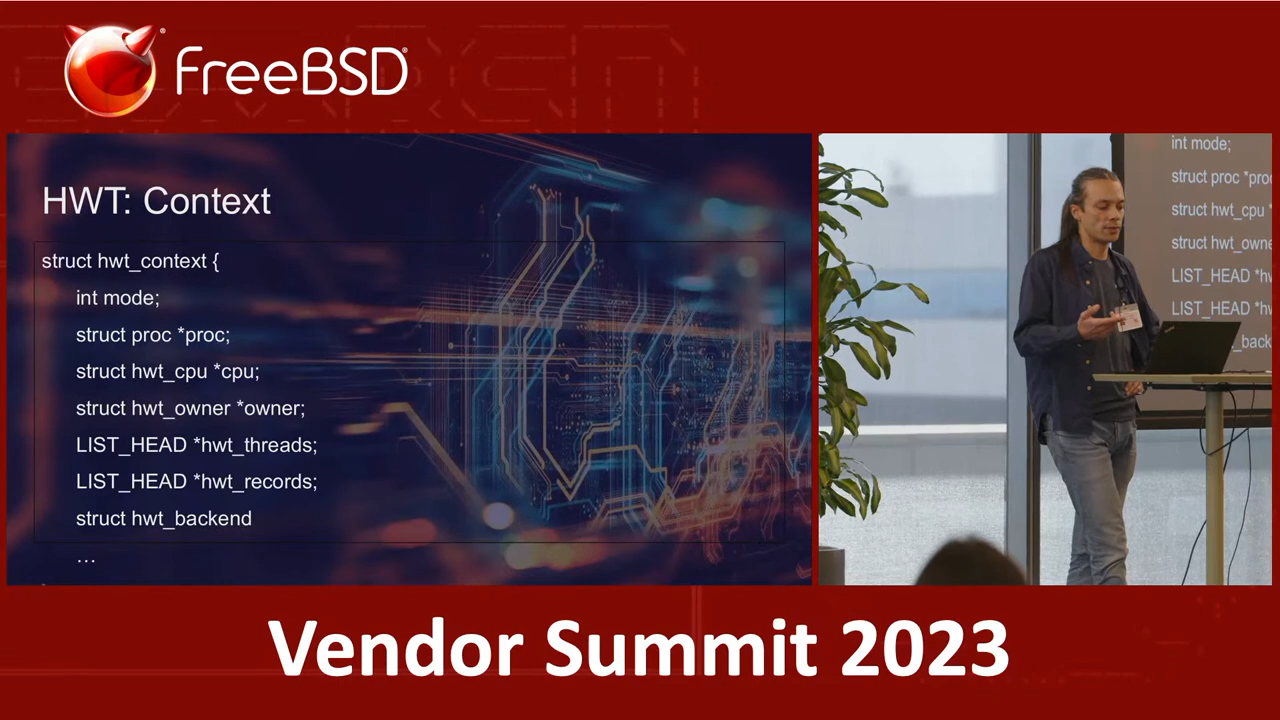 FreeBSD®
HWT: Context
struct hwt_context {
int mode;
struct proc *proc;
struct hwt_cpu *cpu;
struct hwt_owner *owner;
LIST_HEAD *hwt_threads;
LIST_HEAD *hwt_records;
struct hwt_backend
...
int mode;
struct proc *proc
struct hwt_cpu *
struct hwt_owne
LIST_HEAD *hw
LIST_HEAD *hw
_back
Vendor Summit 2023